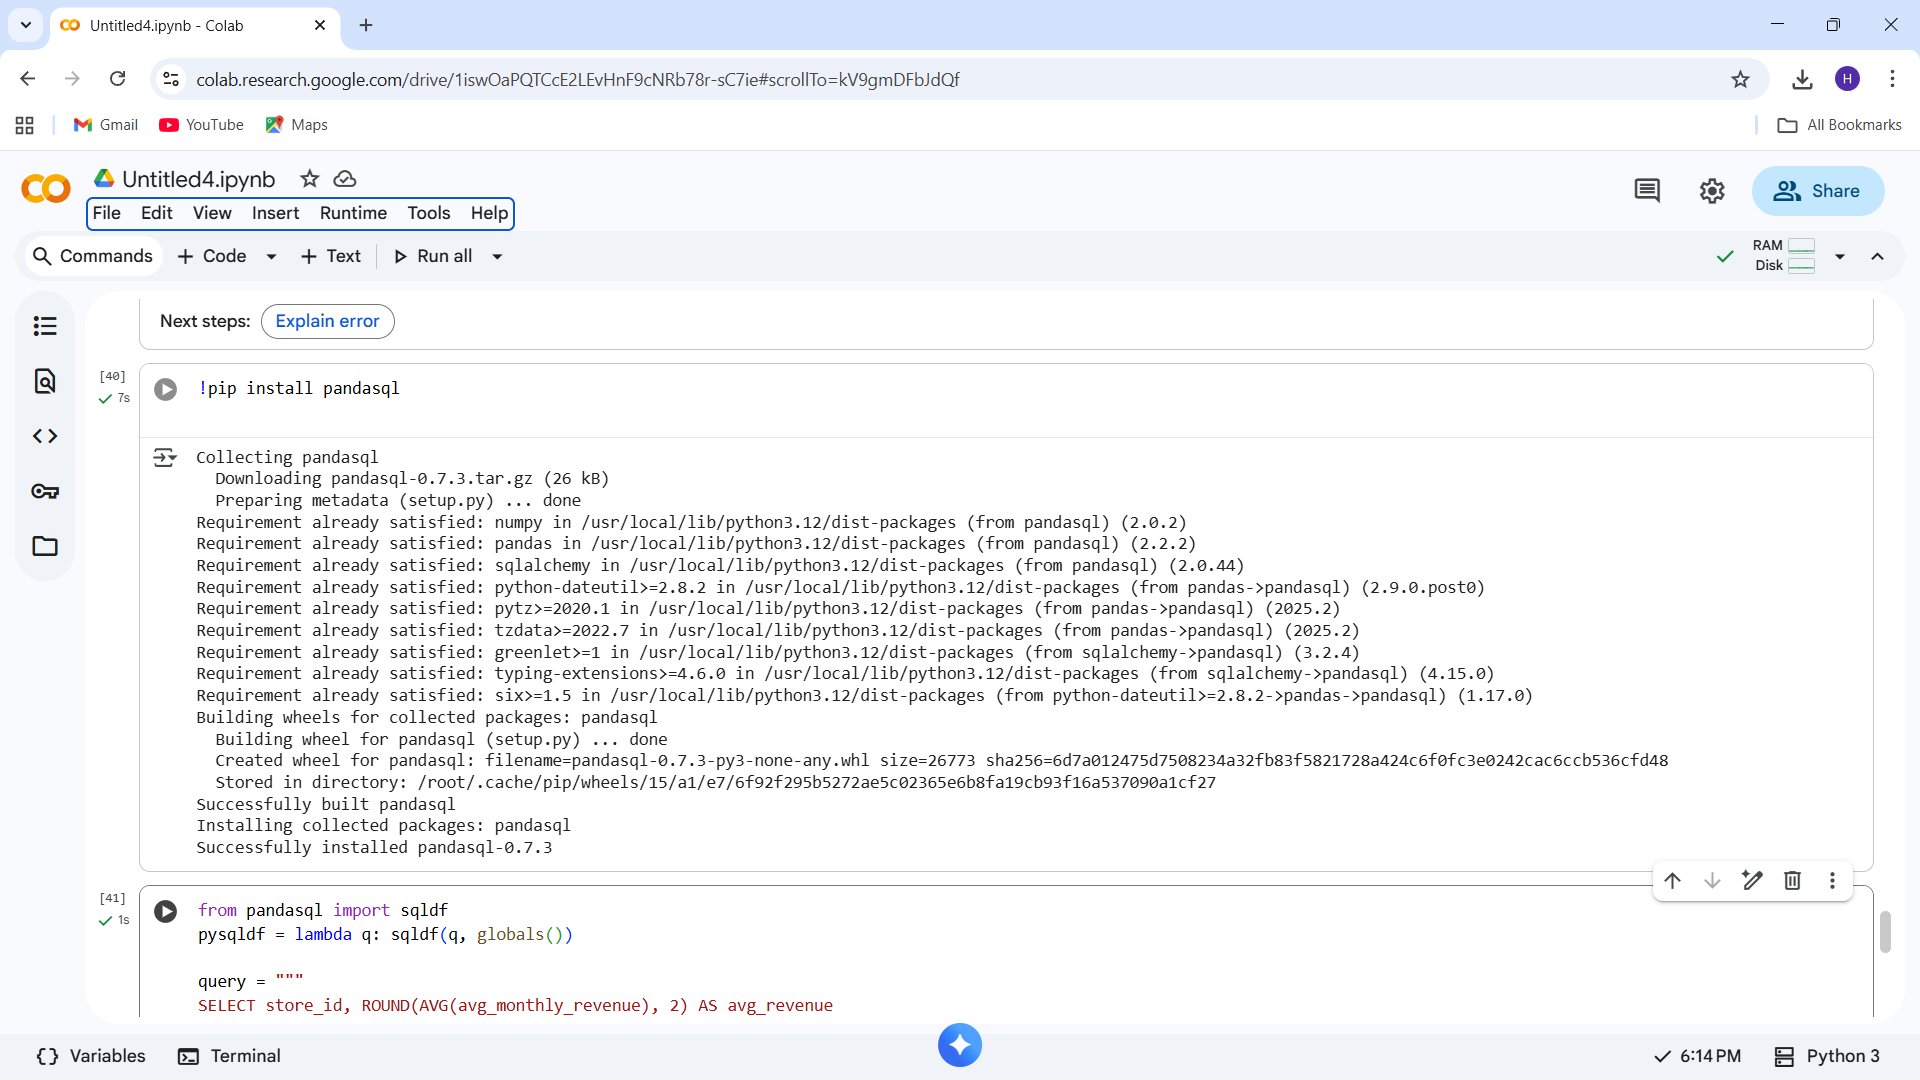 Untitled4.ipynb - Colab
colab.research.google.com/drive/1iswOaPQTCcE2LEvHnF9cNRb78r-sC7ie#scrollTo=kV9gmDFbJdQf
H
Gmail YouTube Maps All Bookmarks
Untitled4.ipynb
File Edit View Insert Runtime Tools Help
Share
Commands + Code + Text Run all
RAM
Disk
Next steps: Explain error
[40]
7s
!pip install pandasql
Collecting pandasql
Downloading pandasql-0.7.3.tar.gz (26 kB)
Preparing metadata (setup.py) ... done
Requirement already satisfied: numpy in /usr/local/lib/python3.12/dist-packages (from pandasql) (2.0.2)
Requirement already satisfied: pandas in /usr/local/lib/python3.12/dist-packages (from pandasql) (2.2.2)
Requirement already satisfied: sqlalchemy in /usr/local/lib/python3.12/dist-packages (from pandasql) (2.0.44)
Requirement already satisfied: python-dateutil>=2.8.2 in /usr/local/lib/python3.12/dist-packages (from pandas->pandasql) (2.9.0.post0)
Requirement already satisfied: pytz>=2020.1 in /usr/local/lib/python3.12/dist-packages (from pandas->pandasql) (2025.2)
Requirement already satisfied: tzdata>=2022.7 in /usr/local/lib/python3.12/dist-packages (from pandas->pandasql) (2025.2)
Requirement already satisfied: greenlet>=1 in /usr/local/lib/python3.12/dist-packages (from sqlalchemy->pandasql) (3.2.4)
Requirement already satisfied: typing-extensions>=4.6.0 in /usr/local/lib/python3.12/dist-packages (from sqlalchemy->pandasql) (4.15.0)
Requirement already satisfied: six>=1.5 in /usr/local/lib/python3.12/dist-packages (from python-dateutil>=2.8.2->pandas->pandasql) (1.17.0)
Building wheels for collected packages: pandasql
Building wheel for pandasql (setup.py) ... done
Created wheel for pandasql: filename=pandasql-0.7.3-py3-none-any.whl size=26773 sha256=6d7a012475d7508234a32fb83f5821728a424c6f0fc3e0242cac6ccb536cfd48
Stored in directory: /root/.cache/pip/wheels/15/a1/e7/6f92f295b5272ae5c02365e6b8fa19cb93f16a537090a1cf27
Successfully built pandasql
Installing collected packages: pandasql
Successfully installed pandasql-0.7.3
[41]
1s
from pandasql import sqldf
pysqldf = lambda q: sqldf(q, globals())
query = """
SELECT store_id, ROUND(AVG(avg_monthly_revenue), 2) AS avg_revenue
Variables Terminal 6:14 PM Python 3